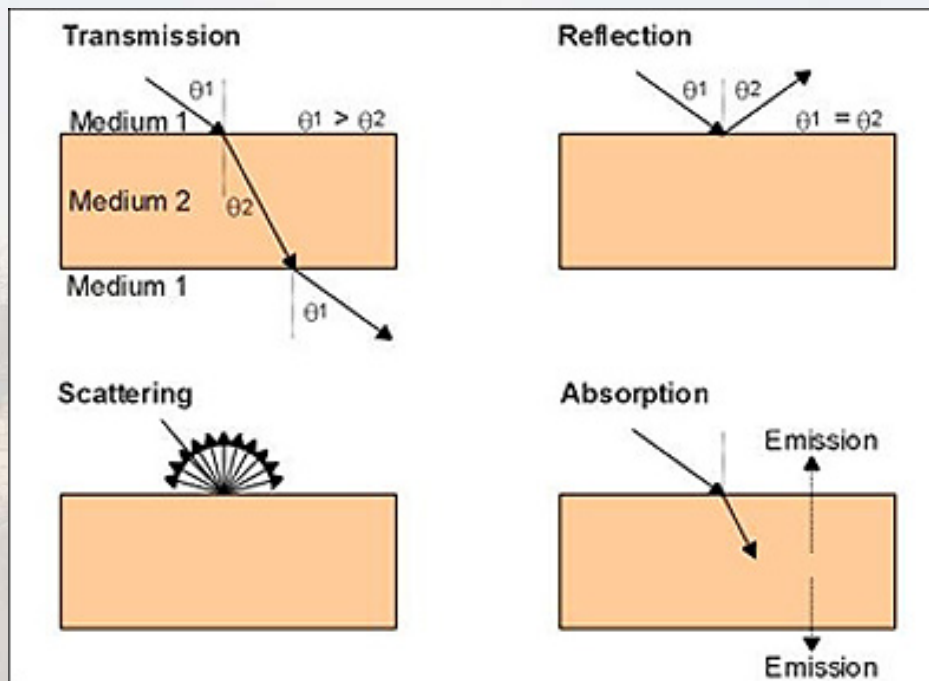 Transmission
θ1
Medium 1
θ1 > θ2
Medium 2
θ2
Medium 1
θ1
Reflection
θ1 θ2
θ1 = θ2
Scattering
Absorption
Emission
Emission